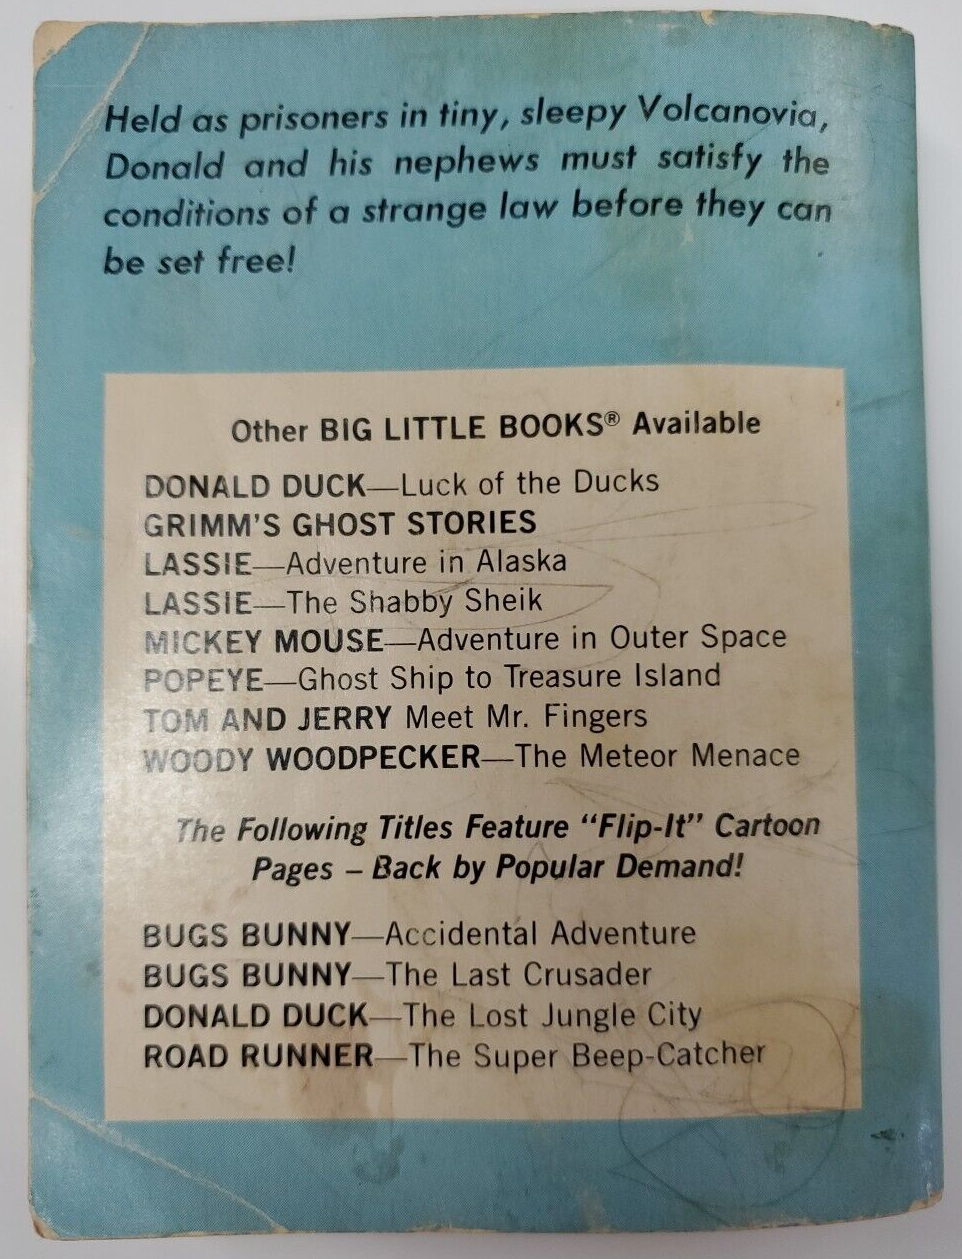 Held as prisoners in tiny, sleepy Volcanovia,
Donald and his nephews must satisfy the
conditions of a strange law before they can
be set free!
Other BIG LITTLE BOOKS® Available
DONALD DUCK—Luck of the Ducks
GRIMM'S GHOST STORIES
LASSIE—Adventure in Alaska
LASSIE—The Shabby Sheik
MICKEY MOUSE—Adventure in Outer Space
POPEYE—Ghost Ship to Treasure Island
TOM AND JERRY Meet Mr. Fingers
WOODY WOODPECKER—The Meteor Menace
The Following Titles Feature “Flip-It” Cartoon
Pages – Back by Popular Demand!
BUGS BUNNY—Accidental Adventure
BUGS BUNNY—The Last Crusader
DONALD DUCK—The Lost Jungle City
ROAD RUNNER—The Super Beep-Catcher